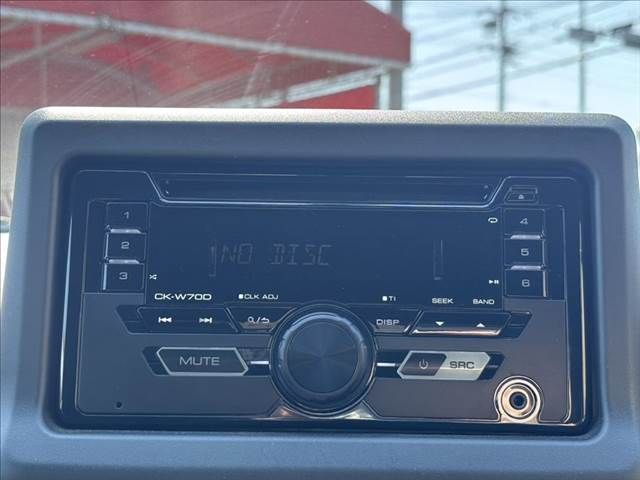 1
4
2
NO DISC
5
3
6
CK-W70D
CLK ADJ
TI
SEEK
BAND
DISP
MUTE
SRC